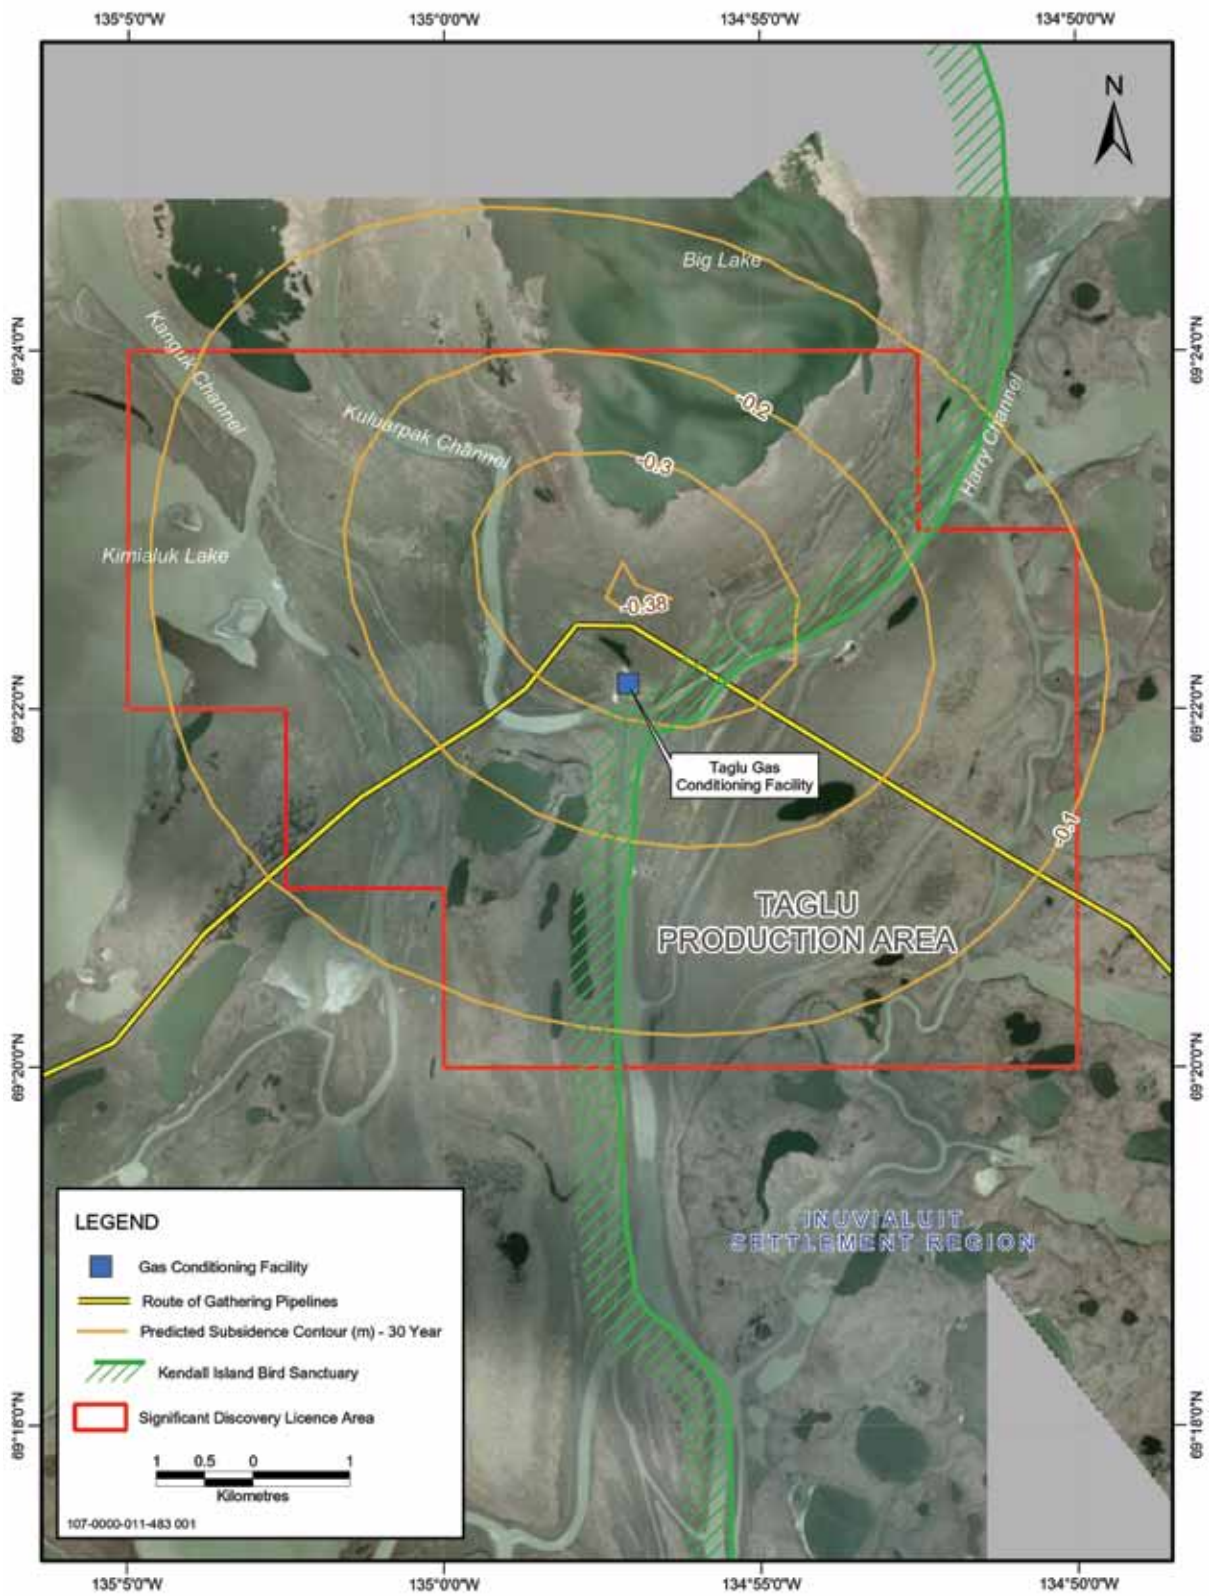 135°5'0"W
135°0'0"W
134°55'0"W
134°50'0"W
N
Big Lake
69°24'0"N
69°24'0"N
Kanguk Channel
Kuluarpak Channel
-0.2
-0.3
Harry Channel
Kimialuk Lake
-0.38
69°22'0"N
69°22'0"N
Taglu Gas
Conditioning Facility
-0.1
TAGLU
PRODUCTION AREA
69°20'0"N
69°20'0"N
INUVIALUIT
SETTLEMENT REGION
LEGEND
Gas Conditioning Facility
Route of Gathering Pipelines
Predicted Subsidence Contour (m) - 30 Year
Kendall Island Bird Sanctuary
Significant Discovery Licence Area
1 0.5 0 1
Kilometres
107-0000-011-483 001
69°18'0"N
69°18'0"N
135°5'0"W
135°0'0"W
134°55'0"W
134°50'0"W